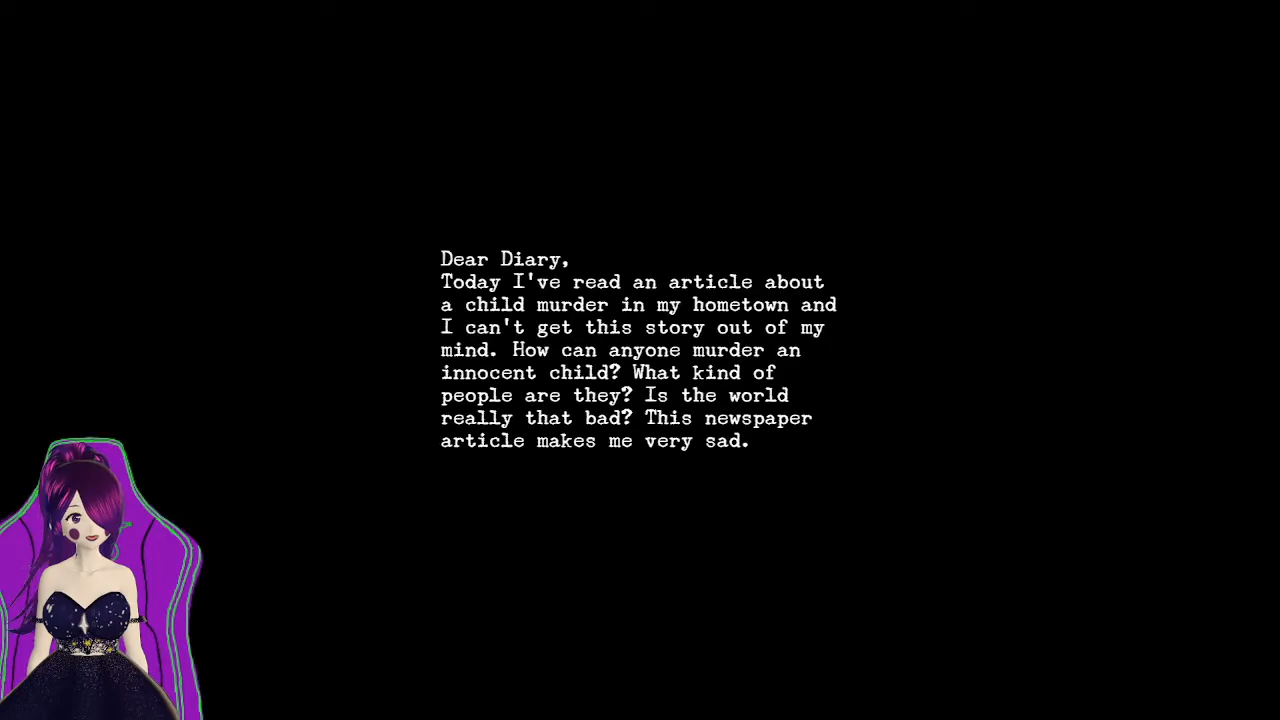 Dear Diary,
Today I've read an article about
a child murder in my hometown and
I can't get this story out of my
mind. How can anyone murder an
innocent child? What kind of
people are they? Is the world
really that bad? This newspaper
article makes me very sad.